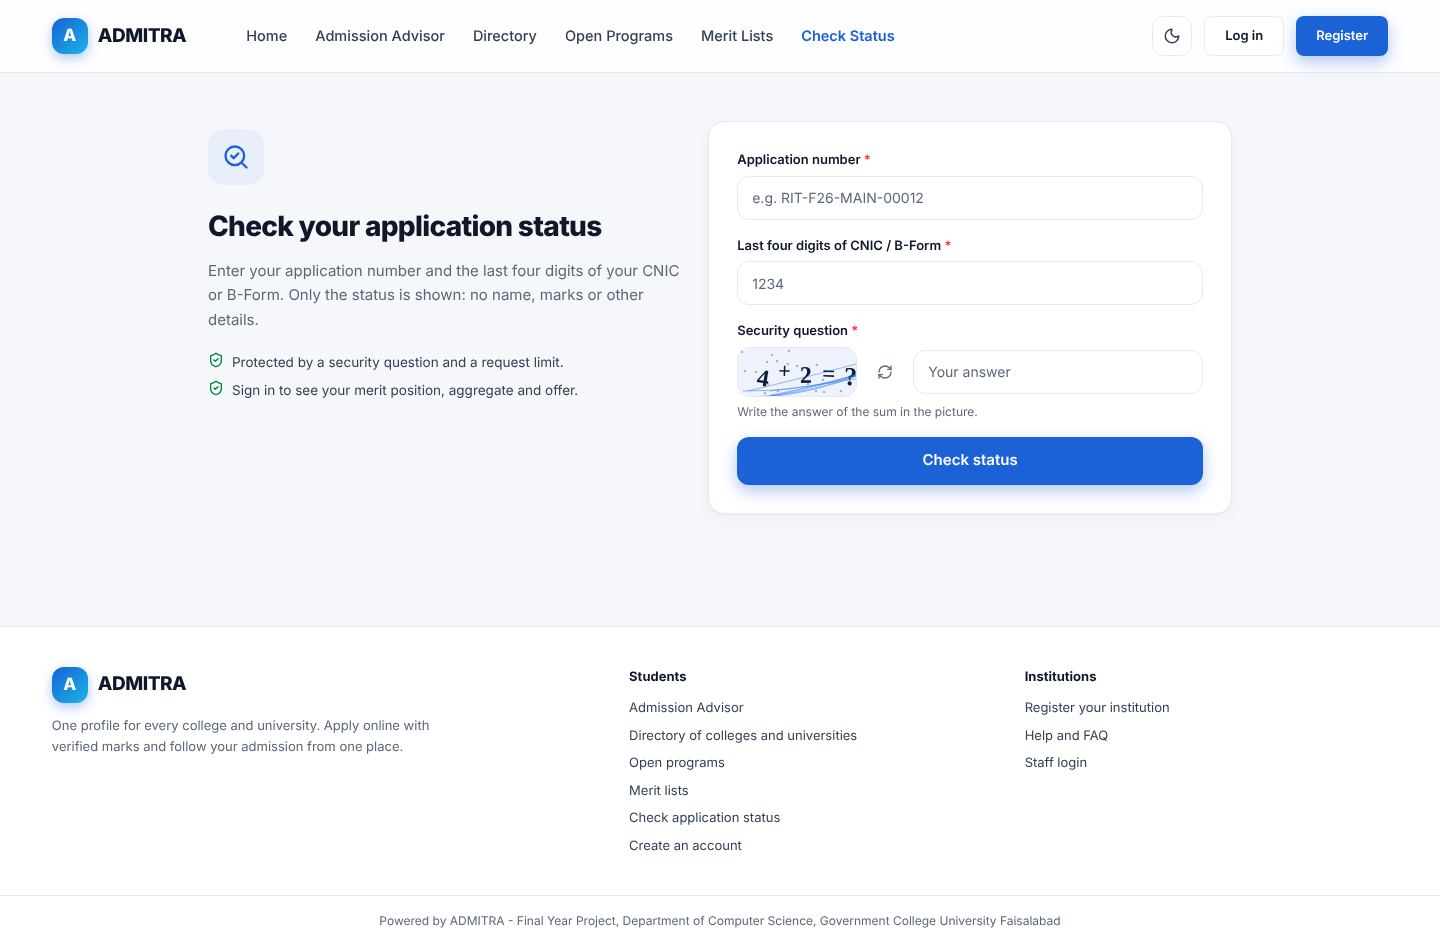 A ADMITRA
Home Admission Advisor Directory Open Programs Merit Lists Check Status
Log in Register
Check your application status
Enter your application number and the last four digits of your CNIC
or B-Form. Only the status is shown: no name, marks or other
details.
Protected by a security question and a request limit.
Sign in to see your merit position, aggregate and offer.
Application number *
e.g. RIT-F26-MAIN-00012
Last four digits of CNIC / B-Form *
1234
Security question *
4 + 2 = ?
Your answer
Write the answer of the sum in the picture.
Check status
A ADMITRA
One profile for every college and university. Apply online with
verified marks and follow your admission from one place.
Students
Admission Advisor
Directory of colleges and universities
Open programs
Merit lists
Check application status
Create an account
Institutions
Register your institution
Help and FAQ
Staff login
Powered by ADMITRA - Final Year Project, Department of Computer Science, Government College University Faisalabad